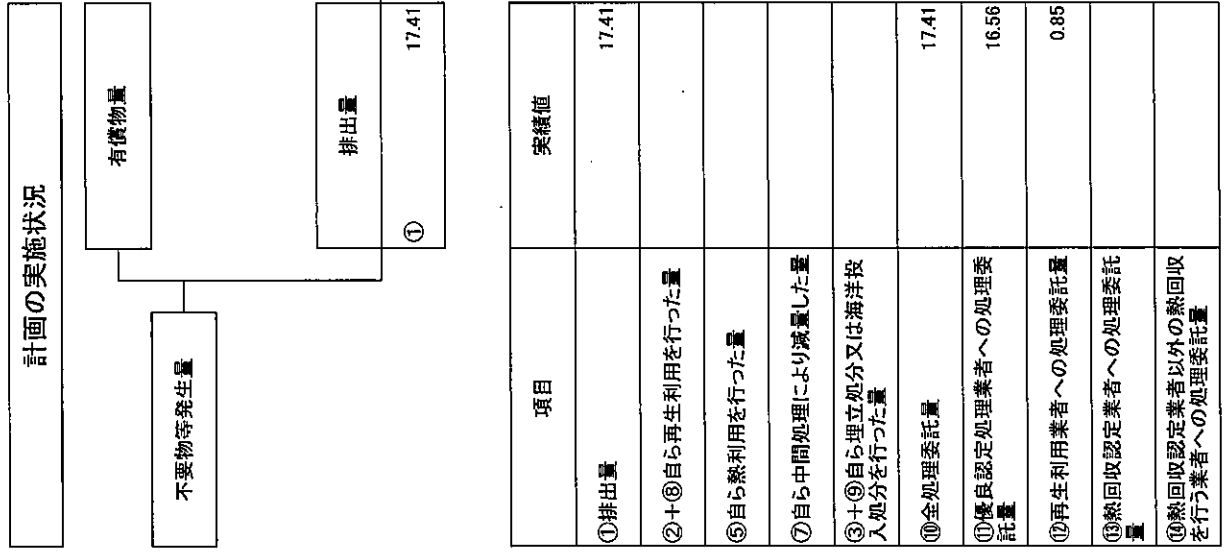 計画の実施状況
不要物等発生量
有償物量
排出量
① 17.41
項目 実績値
①排出量 17.41
②+⑧自ら再生利用を行った量
⑤自ら熱利用を行った量
⑦自ら中間処理により減量した量
③+⑨自ら埋立処分又は海洋投
入処分を行った量
⑩全処理委託量 17.41
⑪優良認定処理業者への処理委
託量 16.56
⑫再生利用業者への処理委託量 0.85
⑬熱回収認定業者への処理委託
量
⑭熱回収認定業者以外の熱回収
を行う業者への処理委託量